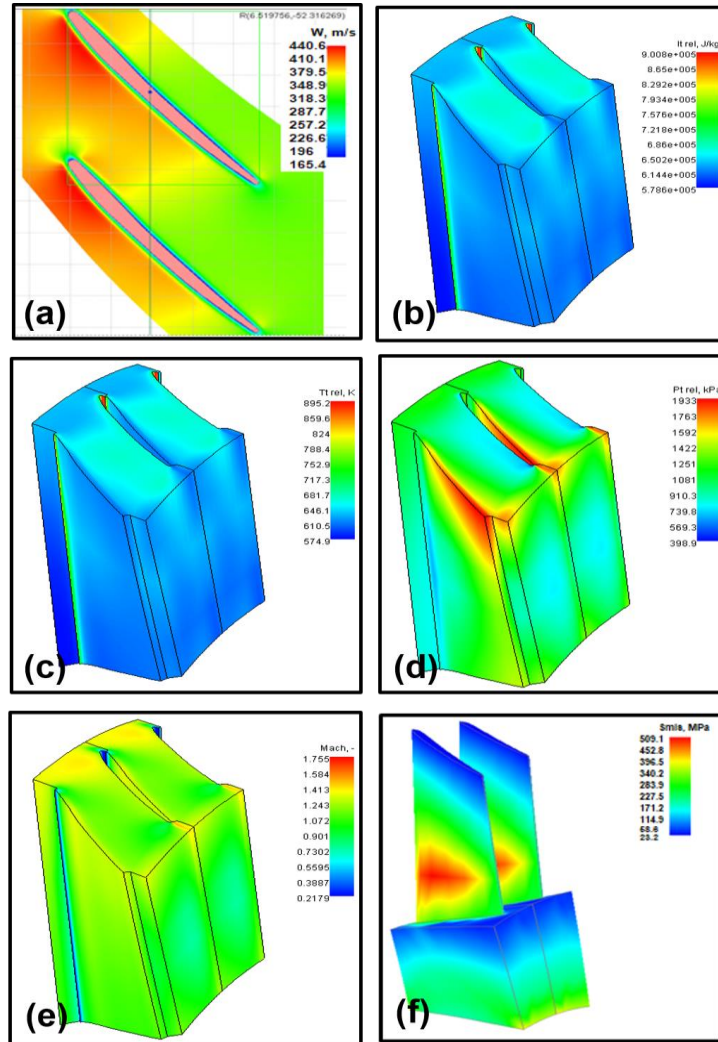 R(6.519756,-52.316269)
W, m/s
440.6
410.1
379.5
348.9
318.3
287.7
257.2
226.6
196
165.4
(a)
It rel, J/kg
9.008e+005
8.65e+005
8.292e+005
7.934e+005
7.576e+005
7.218e+005
6.86e+005
6.502e+005
6.144e+005
5.786e+005
(b)
Tt rel, K
895.2
859.6
824
788.4
752.9
717.3
681.7
646.1
610.5
574.9
(c)
Pt rel, kPa
1933
1763
1592
1422
1251
1081
910.3
739.8
569.3
398.9
(d)
Mach, -
1.755
1.584
1.413
1.243
1.072
0.901
0.7302
0.5595
0.3887
0.2179
(e)
Smis, MPa
509.1
452.8
396.5
340.2
283.9
227.5
171.2
114.9
68.6
23.2
(f)